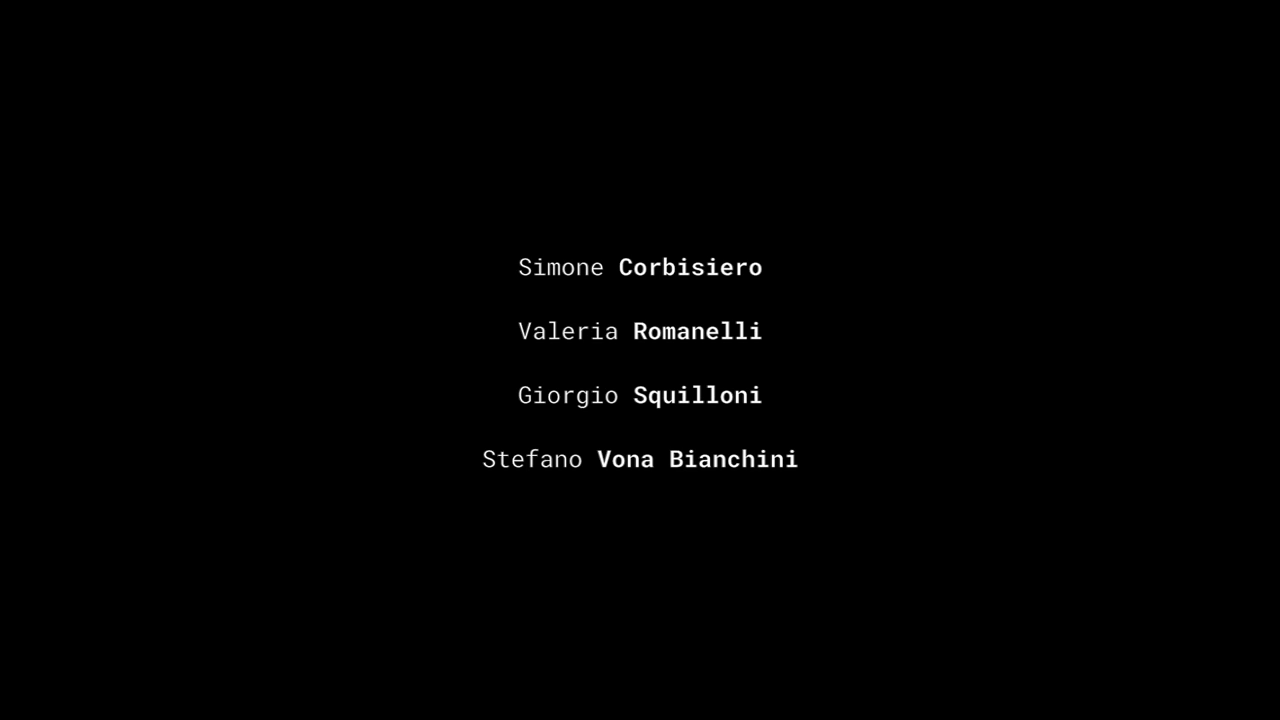 Simone Corbisiero
Valeria Romanelli
Giorgio Squilloni
Stefano Vona Bianchini